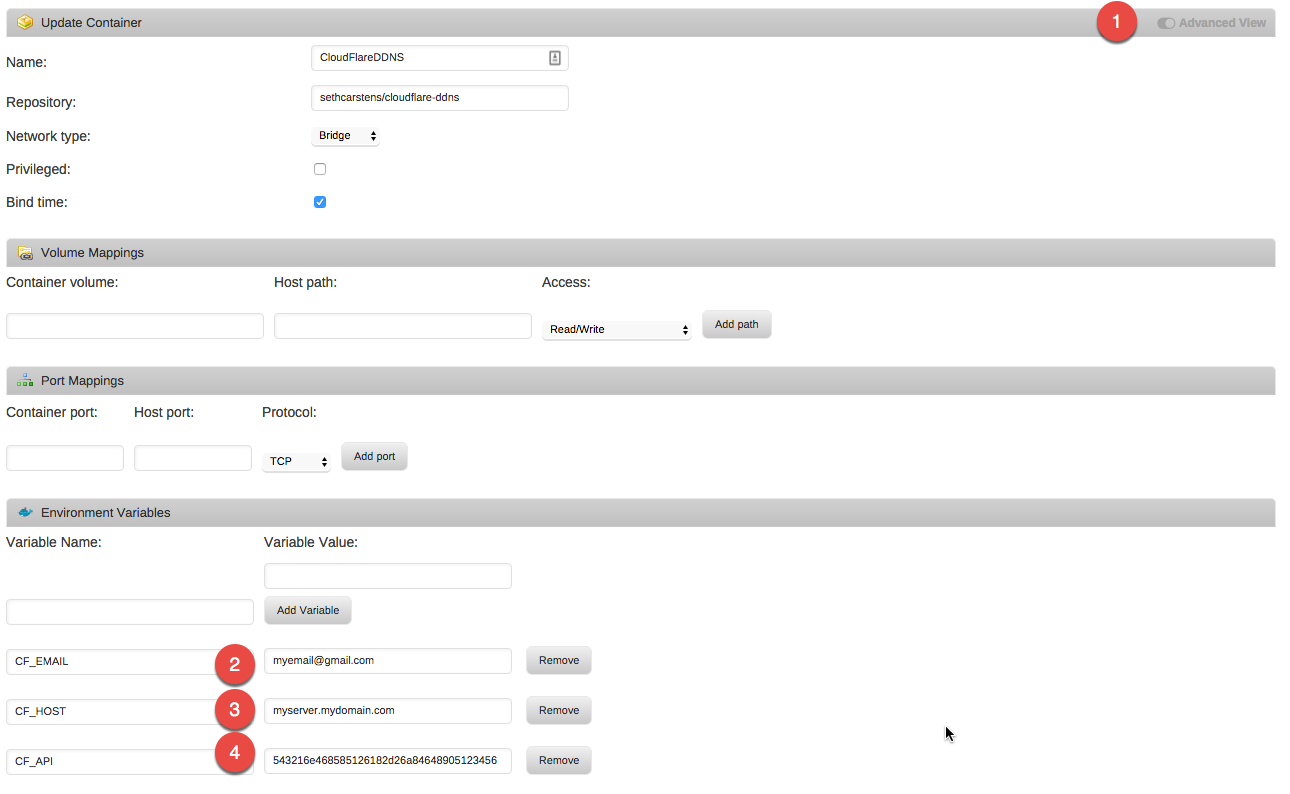 Update Container
1
Advanced View
Name:
CloudFlareDDNS
Repository:
sethcarstens/cloudflare-ddns
Network type:
Bridge
Privileged:
Bind time:
Volume Mappings
Container volume: Host path: Access:
Read/Write
Add path
Port Mappings
Container port: Host port: Protocol:
TCP
Add port
Environment Variables
Variable Name: Variable Value:
Add Variable
CF_EMAIL 2 myemail@gmail.com Remove
CF_HOST 3 myserver.mydomain.com Remove
CF_API 4 543216e468585126182d26a84648905123456 Remove